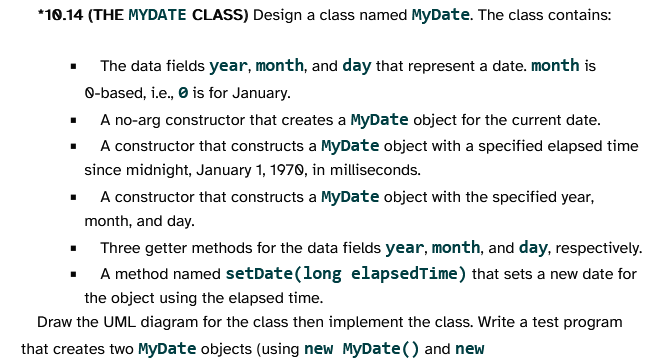 *10.14 (THE MYDATE CLASS) Design a class named MyDate. The class contains:
▪ The data fields year, month, and day that represent a date. month is
0-based, i.e., 0 is for January.
▪ A no-arg constructor that creates a MyDate object for the current date.
▪ A constructor that constructs a MyDate object with a specified elapsed time
since midnight, January 1, 1970, in milliseconds.
▪ A constructor that constructs a MyDate object with the specified year,
month, and day.
▪ Three getter methods for the data fields year, month, and day, respectively.
▪ A method named setDate(long elapsedTime) that sets a new date for
the object using the elapsed time.
Draw the UML diagram for the class then implement the class. Write a test program
that creates two MyDate objects (using new MyDate() and new